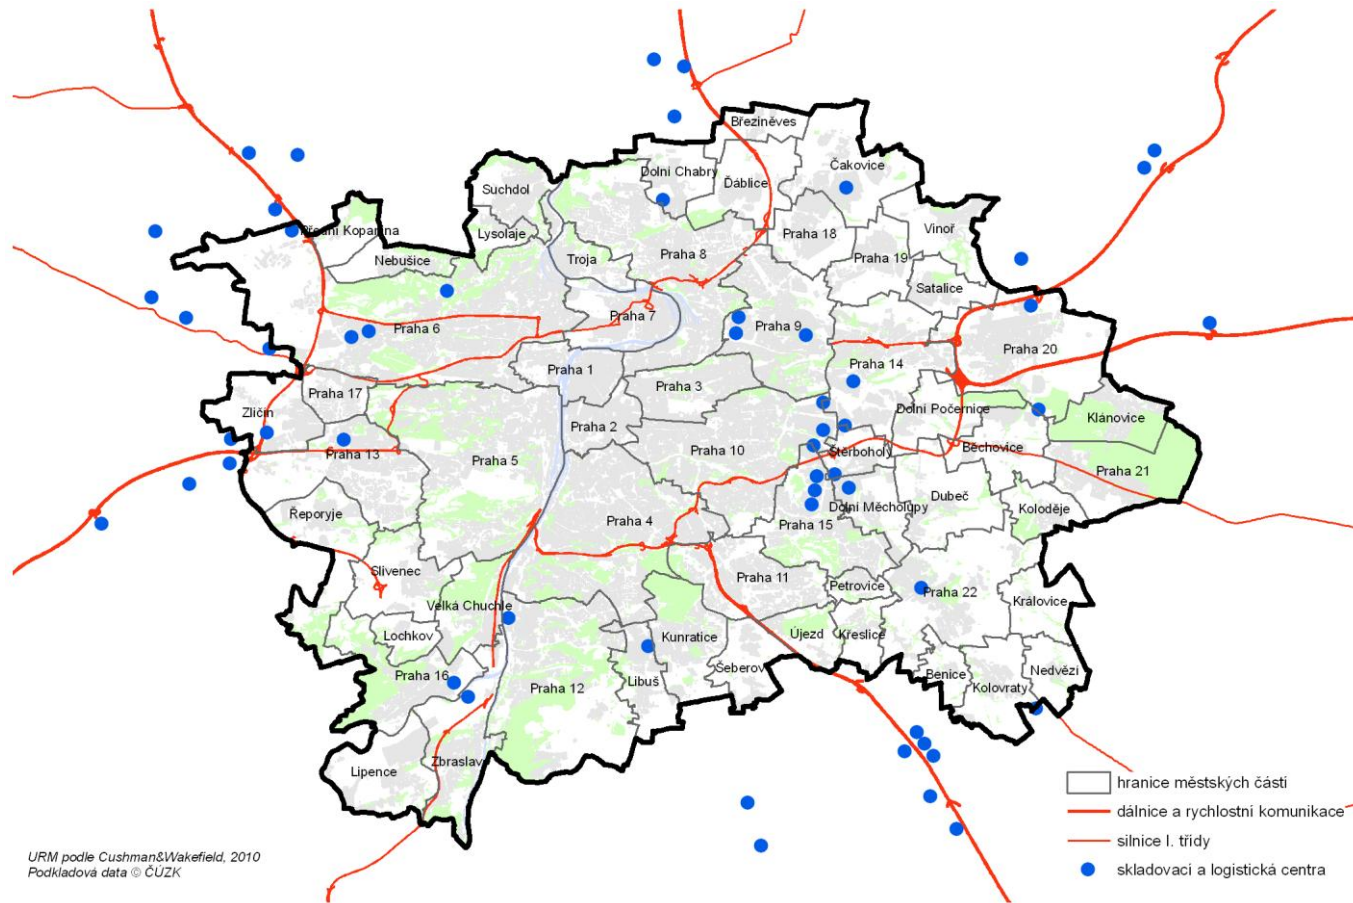 Březiněves
Dolní Chabry
Ďáblice
Čakovice
Suchdol
Přední Kopanina
Lysolaje
Nebušice
Troja
Praha 8
Praha 18
Vinoř
Praha 19
Satalice
Praha 6
Praha 7
Praha 9
Praha 20
Praha 1
Praha 14
Praha 3
Praha 17
Zličín
Praha 2
Dolní Počernice
Klánovice
Praha 13
Praha 5
Praha 10
Štěrboholy
Běchovice
Praha 21
Řeporyje
Praha 4
Praha 15
Dolní Měcholupy
Dubeč
Koloděje
Slivenec
Praha 11
Petrovice
Praha 22
Královice
Velká Chuchle
Lochkov
Kunratice
Újezd
Křeslice
Praha 16
Praha 12
Libuš
Šeberov
Benice
Kolovraty
Nedvězí
Lipence
Zbraslav
hranice městských částí
dálnice a rychlostní komunikace
silnice I. třídy
skladovací a logistická centra
URM podle Cushman&Wakefield, 2010
Podkladová data © ČÚZK